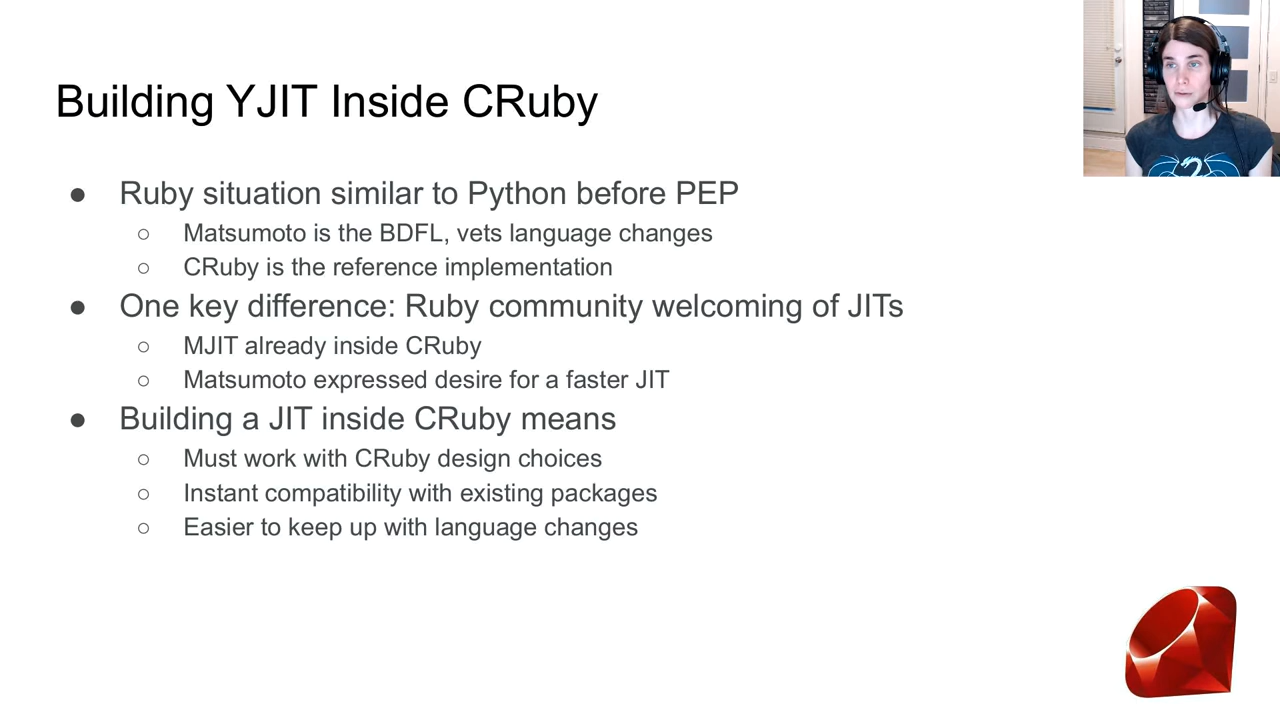 Building YJIT Inside CRuby
● Ruby situation similar to Python before PEP
○ Matsumoto is the BDFL, vets language changes
○ CRuby is the reference implementation
● One key difference: Ruby community welcoming of JITs
○ MJIT already inside CRuby
○ Matsumoto expressed desire for a faster JIT
● Building a JIT inside CRuby means
○ Must work with CRuby design choices
○ Instant compatibility with existing packages
○ Easier to keep up with language changes